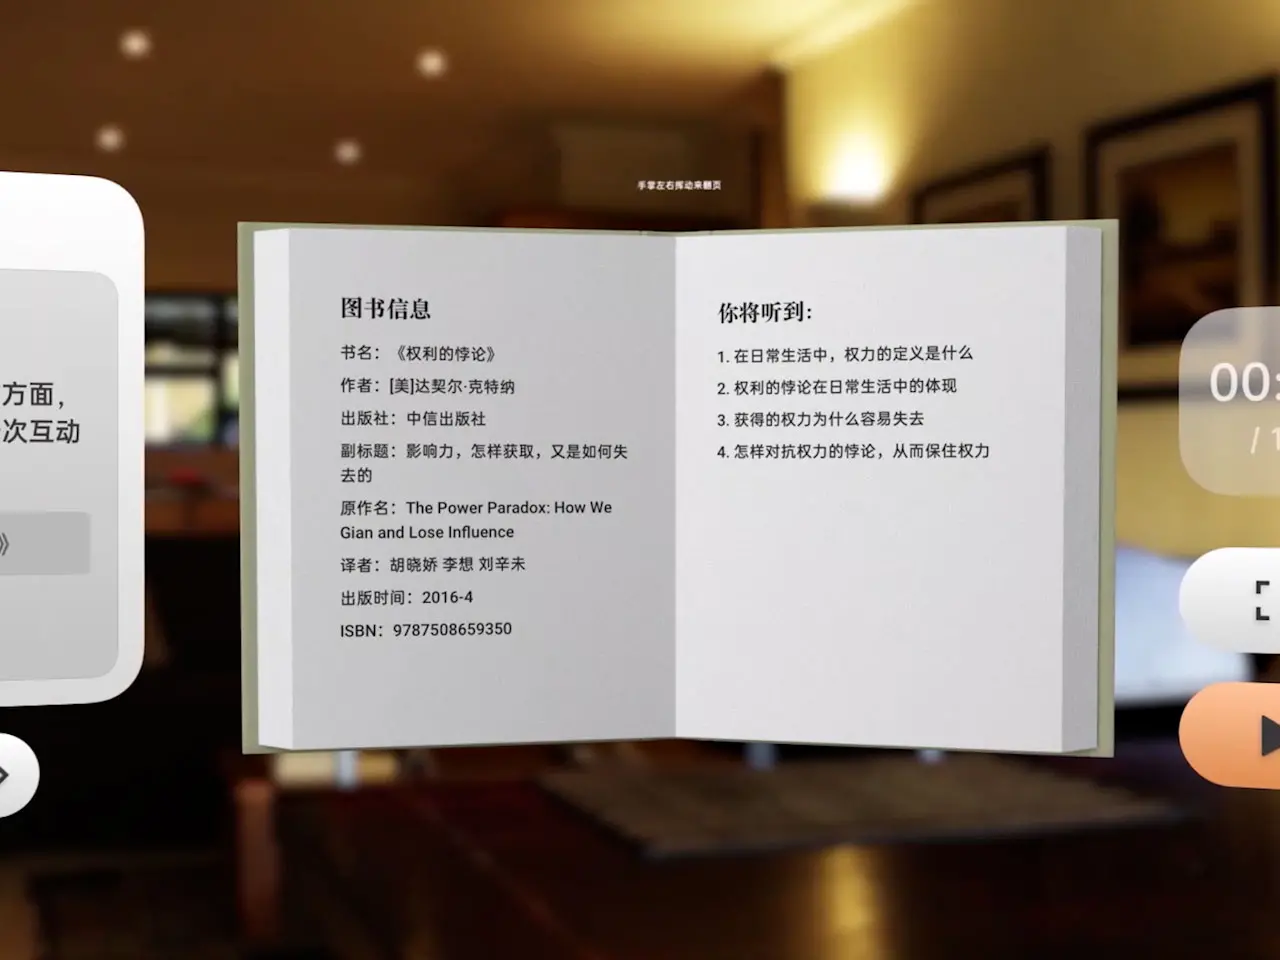 手掌左右挥动来翻页
方面，
次互动
》
图书信息
书名：《权利的悖论》
作者：[美]达契尔·克特纳
出版社：中信出版社
副标题：影响力，怎样获取，又是如何失
去的
原作名：The Power Paradox: How We
Gian and Lose Influence
译者：胡晓娇 李想 刘辛未
出版时间：2016-4
ISBN：9787508659350
你将听到：
1. 在日常生活中，权力的定义是什么
2. 权利的悖论在日常生活中的体现
3. 获得的权力为什么容易失去
4. 怎样对抗权力的悖论，从而保住权力
00:
/ 1